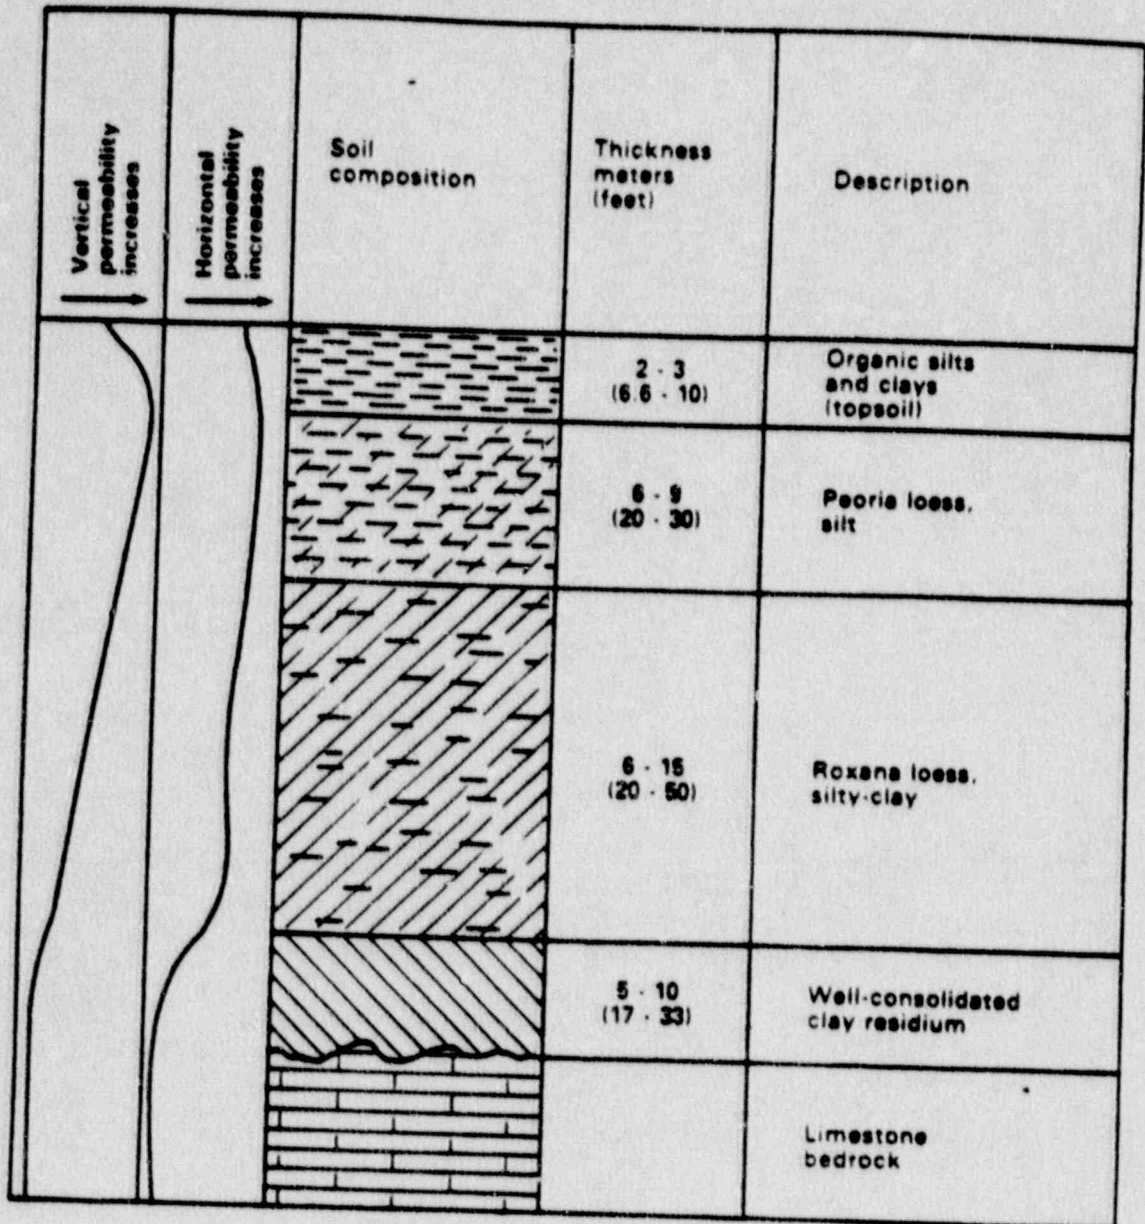 Vertical
permeability
increases
Horizontal
permeability
increases
Soil
composition
Thickness
meters
(feet)
Description
2 - 3
(6.6 - 10)
Organic silts
and clays
(topsoil)
6 - 9
(20 - 30)
Peoria loess,
silt
6 - 15
(20 - 50)
Roxana loess,
silty-clay
5 - 10
(17 - 33)
Well-consolidated
clay residium
Limestone
bedrock